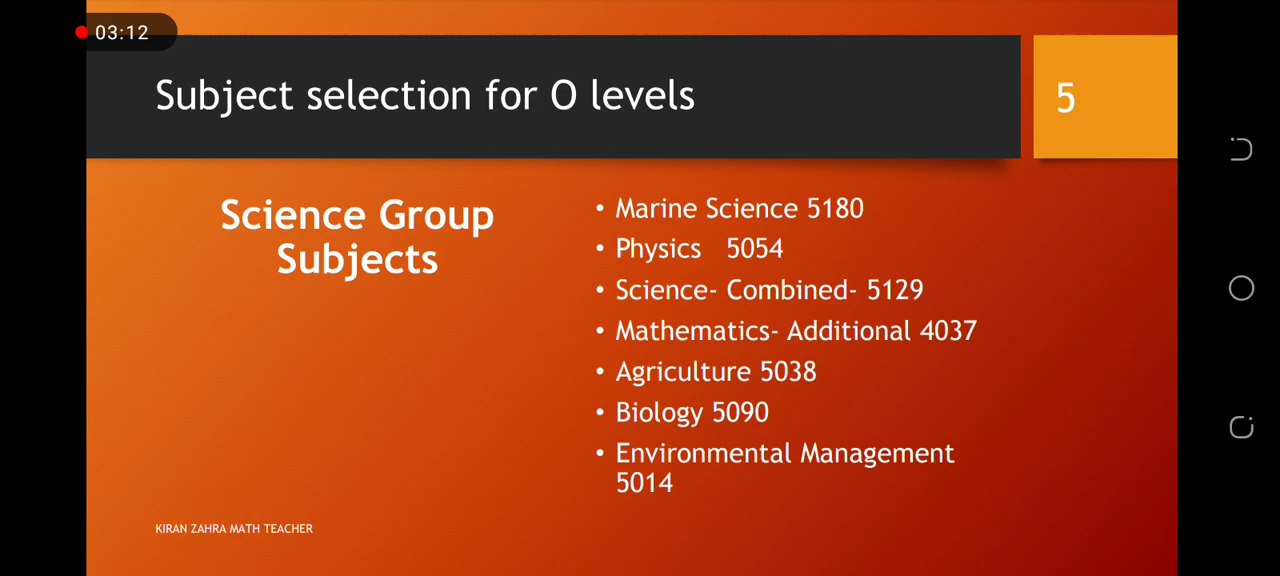 03:12
Subject selection for O levels
5
Science Group
Subjects
• Marine Science 5180
• Physics 5054
• Science- Combined- 5129
• Mathematics- Additional 4037
• Agriculture 5038
• Biology 5090
• Environmental Management
5014
KIRAN ZAHRA MATH TEACHER